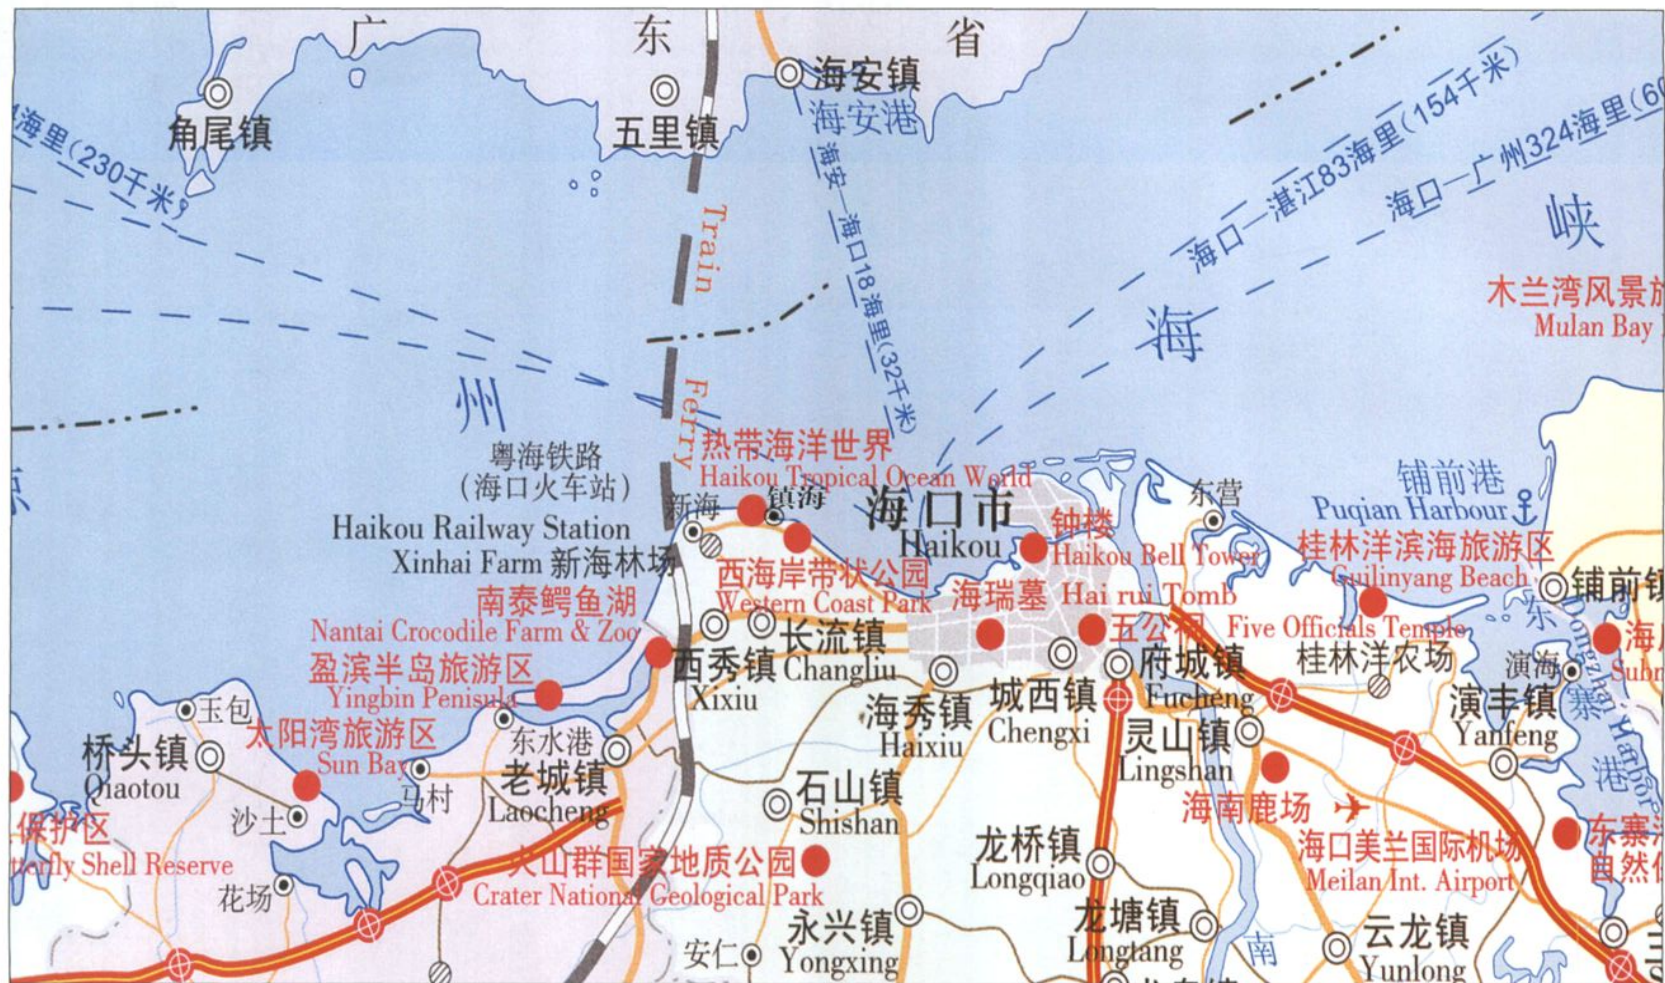 广
东
省
海安镇
海安港
角尾镇
五里镇
海里(230千米)
海安—海口18海里(32千米)
海口—湛江83海里(154千米)
海口—广州324海里(60
Train
Ferry
峡
海
州
木兰湾风景旅
Mulan Bay
粤海铁路
(海口火车站)
Haikou Railway Station
Xinhai Farm 新海林场
新海
镇海
热带海洋世界
Haikou Tropical Ocean World
海口市
Haikou
钟楼
Haikou Bell Tower
东营
铺前港
Puqian Harbour
桂林洋滨海旅游区
Guilinyang Beach
铺前镇
西海岸带状公园
Western Coast Park
海瑞墓 Hai rui Tomb
五公祠 Five Officials Temple
南泰鳄鱼湖
Nantai Crocodile Farm & Zoo
盈滨半岛旅游区
Yingbin Penisula
太阳湾旅游区
Sun Bay
西秀镇
Xixiu
长流镇
Changliu
海秀镇
Haixiu
城西镇
Chengxi
府城镇
Fucheng
桂林洋农场
演海
演丰镇
Yanfeng
东
寨
港
Dongzhai Harbor
玉包
桥头镇
Qiaotou
沙土
马村
东水港
老城镇
Laocheng
石山镇
Shishan
灵山镇
Lingshan
海南鹿场
海口美兰国际机场
Meilan Int. Airport
东寨
自然保
保护区
tterfly Shell Reserve
花场
火山群国家地质公园
Crater National Geological Park
龙桥镇
Longqiao
龙塘镇
Longtang
永兴镇
Yongxing
安仁
南
云龙镇
Yunlong